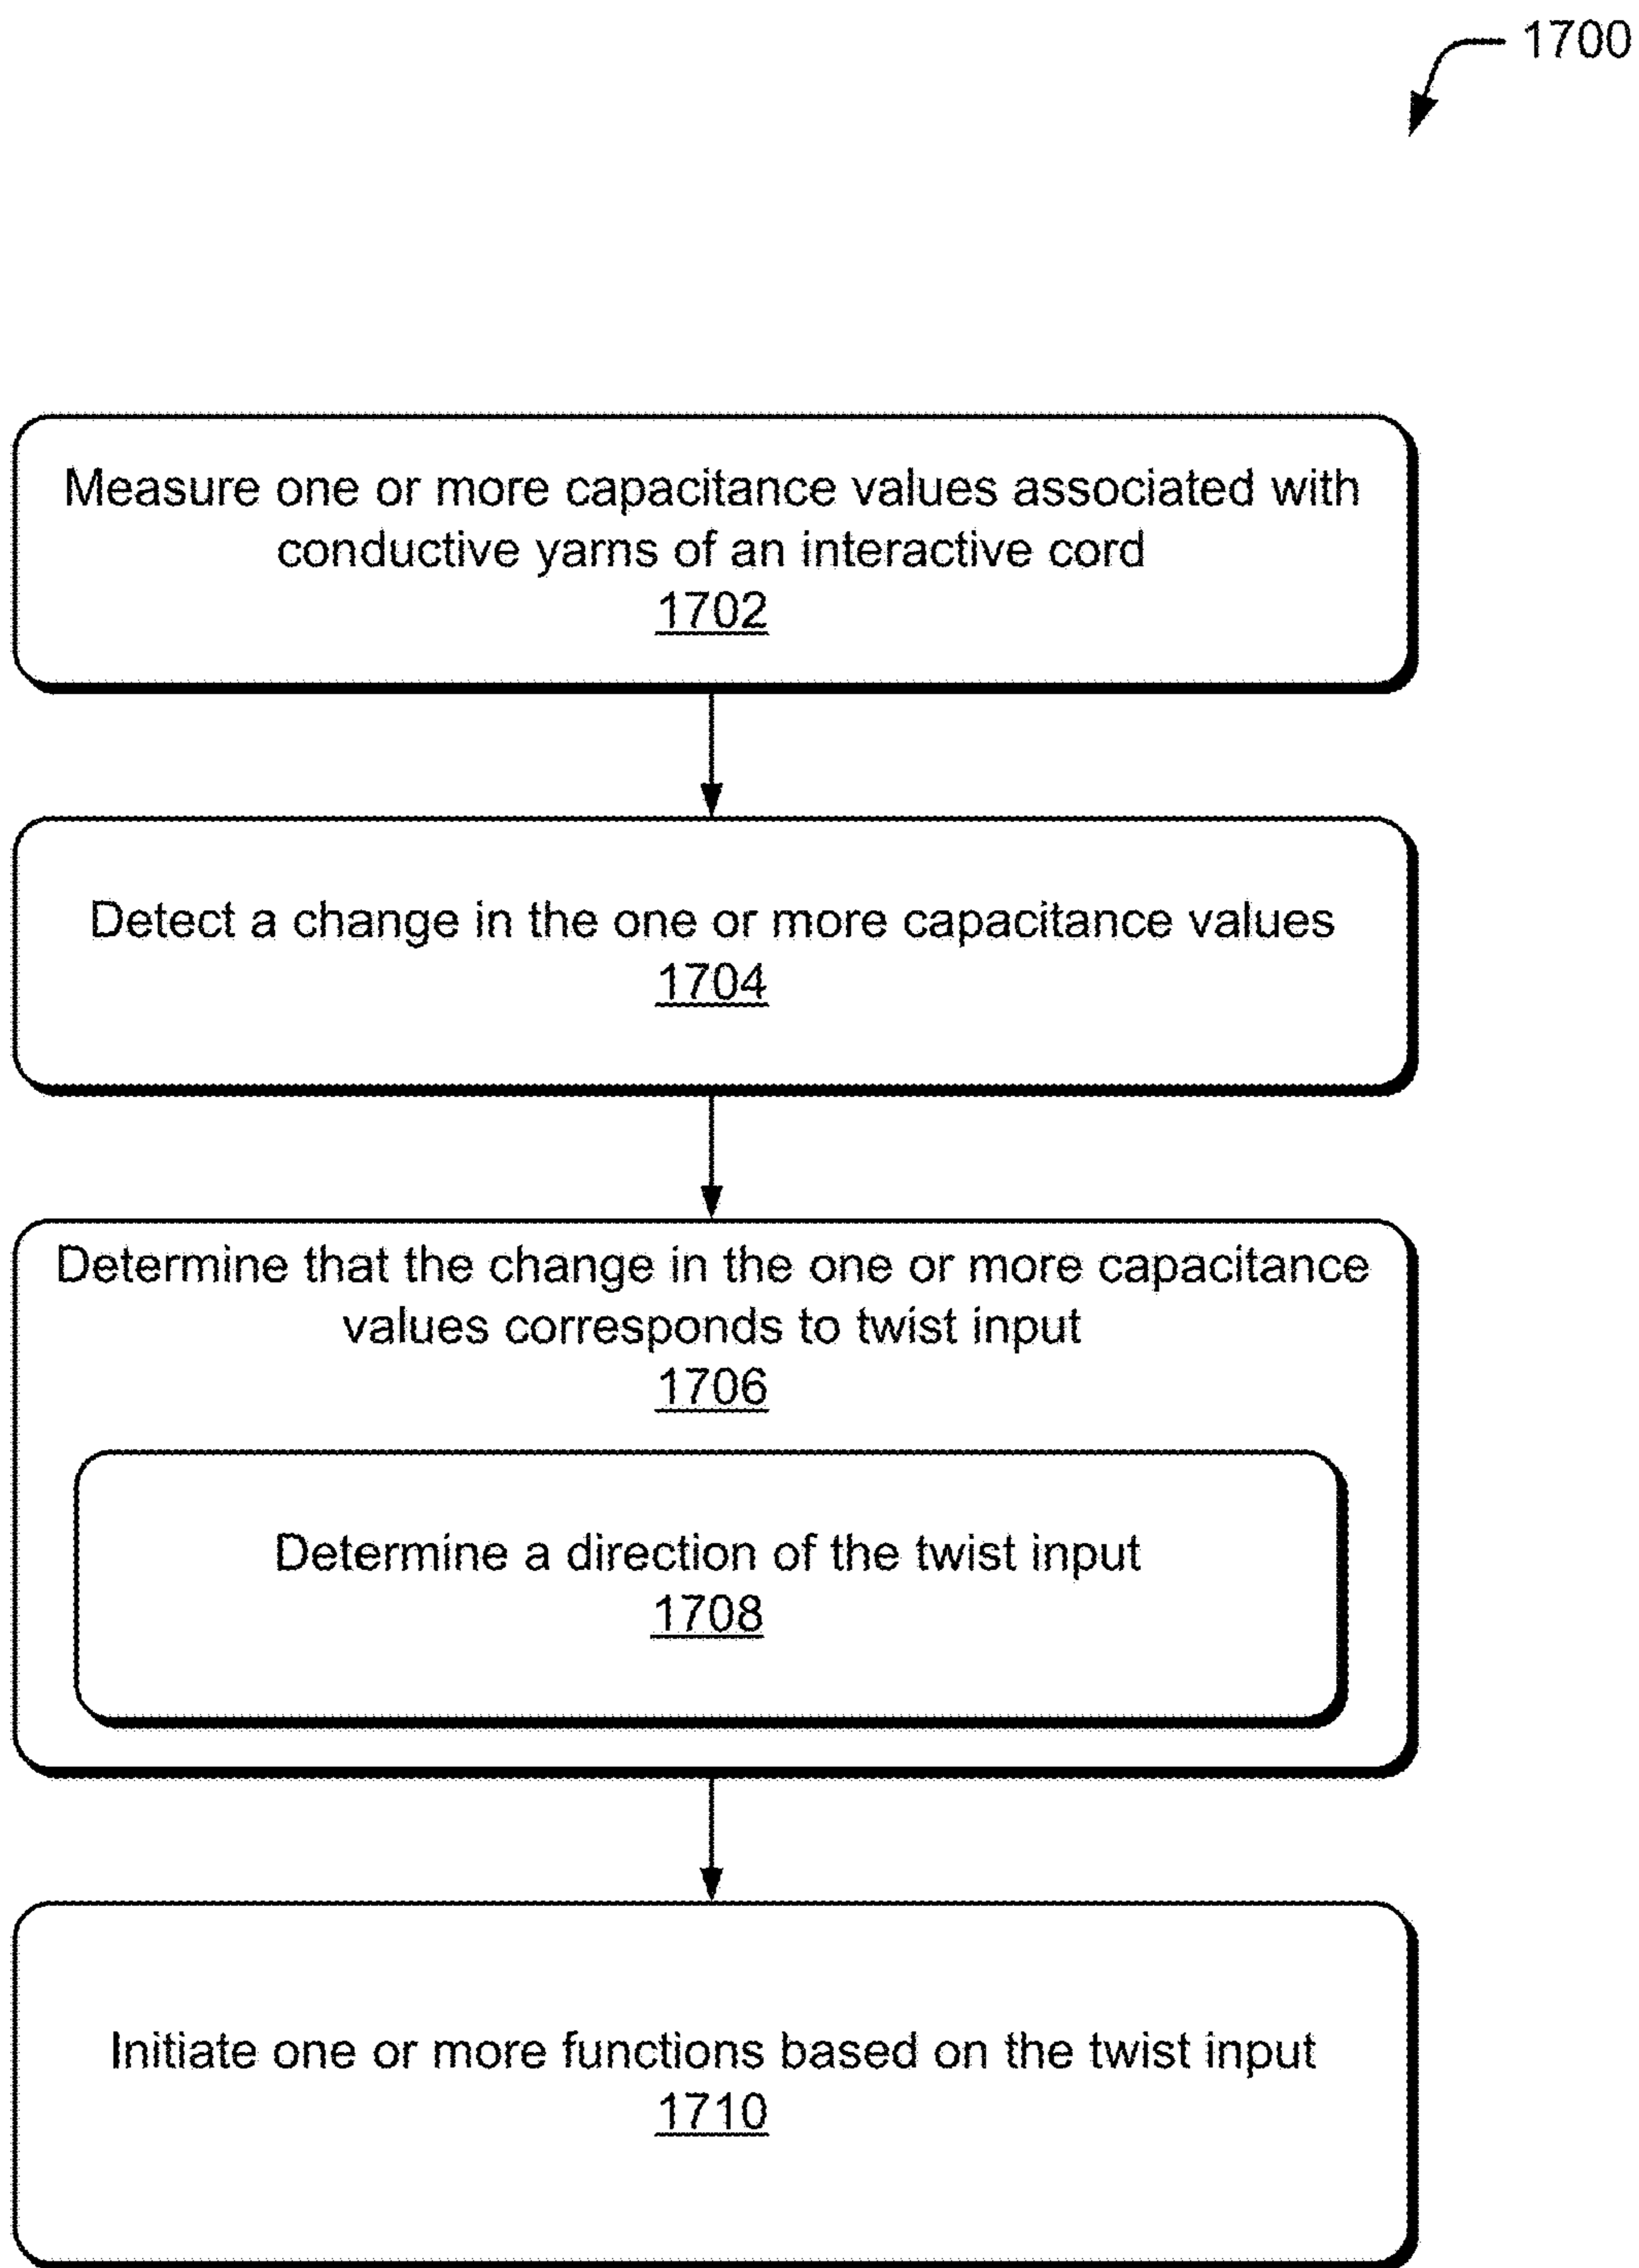 1700
Measure one or more capacitance values associated with
conductive yarns of an interactive cord
1702
Detect a change in the one or more capacitance values
1704
Determine that the change in the one or more capacitance
values corresponds to twist input
1706
Determine a direction of the twist input
1708
Initiate one or more functions based on the twist input
1710